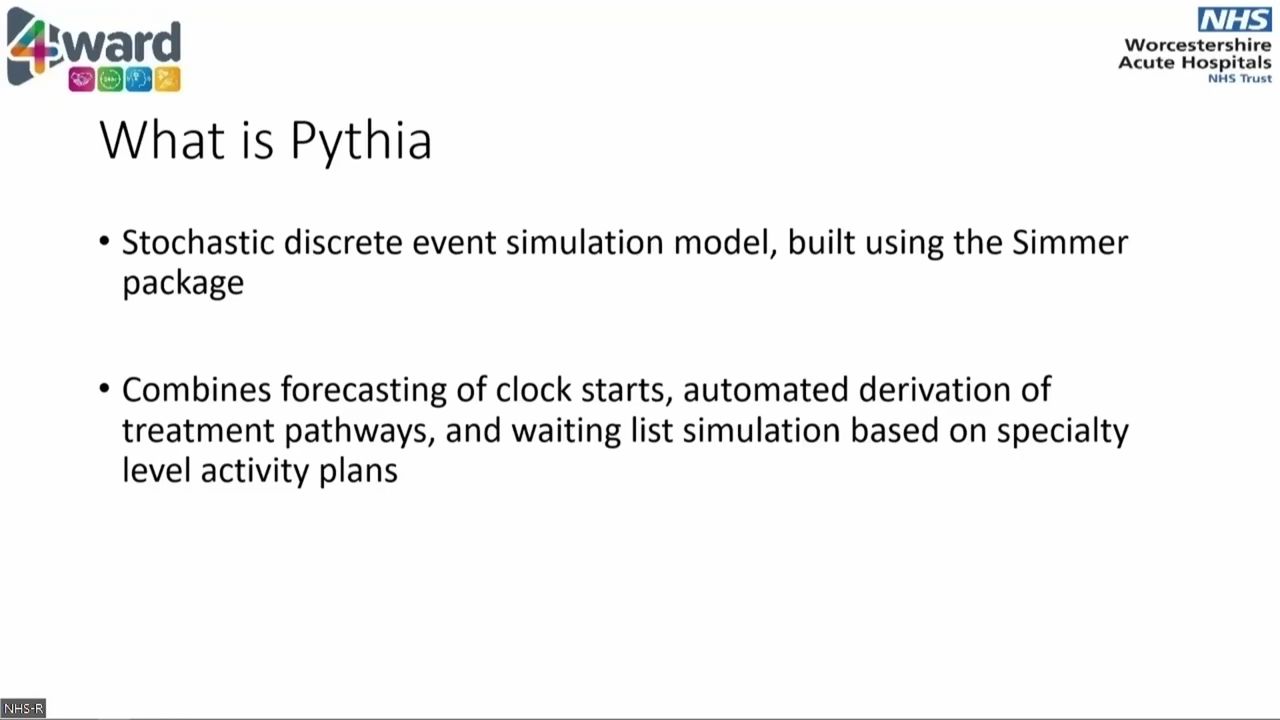 4ward
NHS
Worcestershire
Acute Hospitals
NHS Trust
What is Pythia
• Stochastic discrete event simulation model, built using the Simmer
package
• Combines forecasting of clock starts, automated derivation of
treatment pathways, and waiting list simulation based on specialty
level activity plans
NHS-R